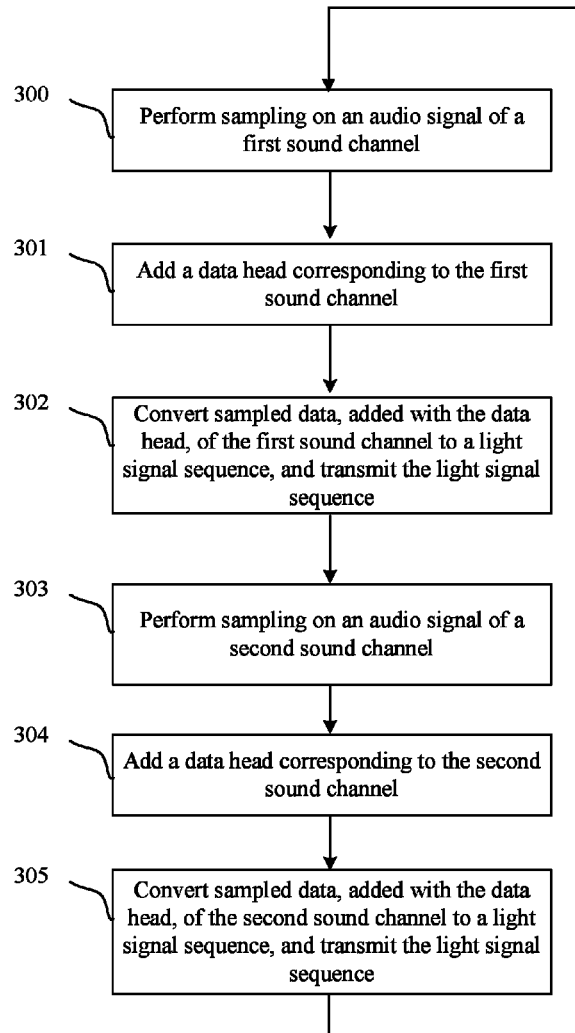 300
Perform sampling on an audio signal of a
first sound channel
301
Add a data head corresponding to the first
sound channel
302
Convert sampled data, added with the data
head, of the first sound channel to a light
signal sequence, and transmit the light signal
sequence
303
Perform sampling on an audio signal of a
second sound channel
304
Add a data head corresponding to the second
sound channel
305
Convert sampled data, added with the data
head, of the second sound channel to a light
signal sequence, and transmit the light signal
sequence